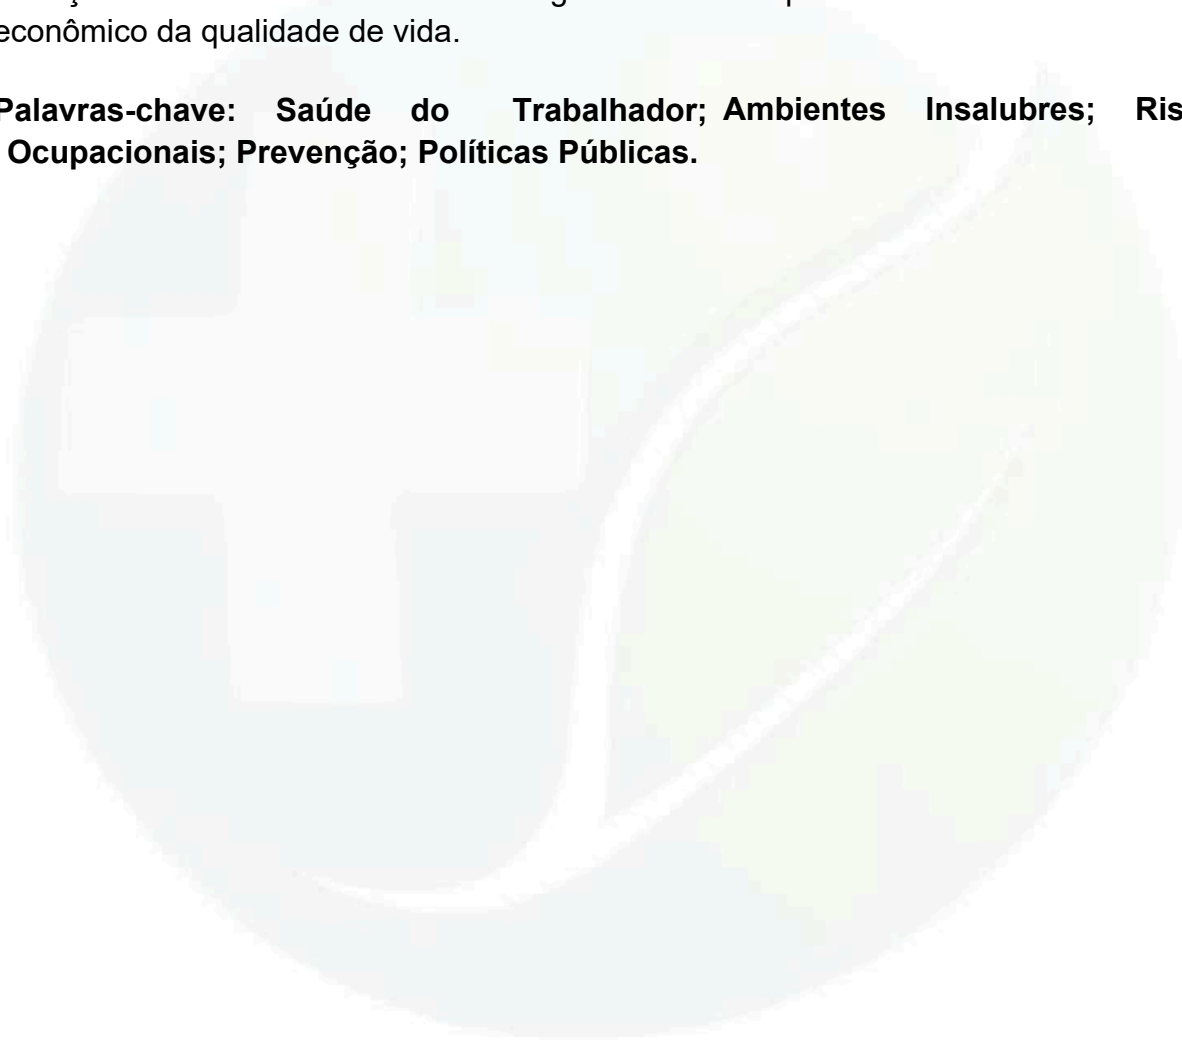 econômico da qualidade de vida.
Palavras-chave: Saúde do Trabalhador; Ambientes Insalubres; Ris
Ocupacionais; Prevenção; Políticas Públicas.